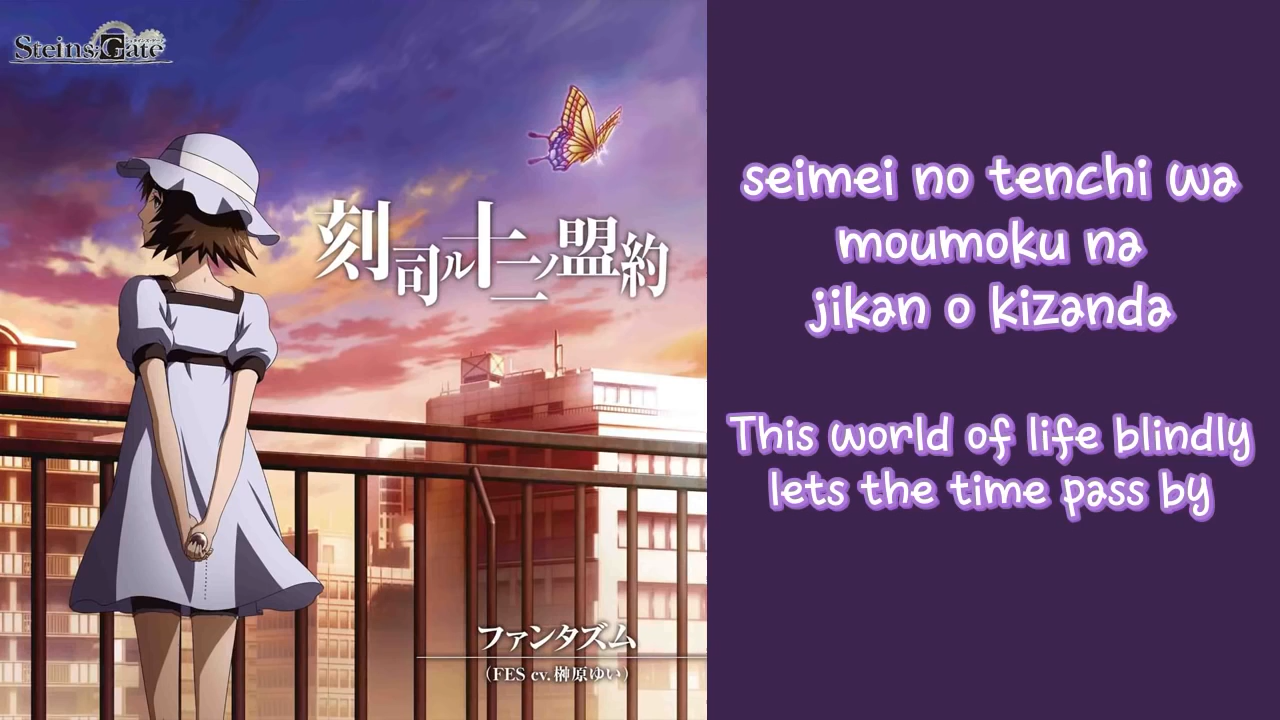 Steins;Gate
刻司ル十二ノ盟約
ファンタズム
(FES cv.榊原ゆい)
seimei no tenchi wa
moumoku na
jikan o kizanda
This world of life blindly
lets the time pass by